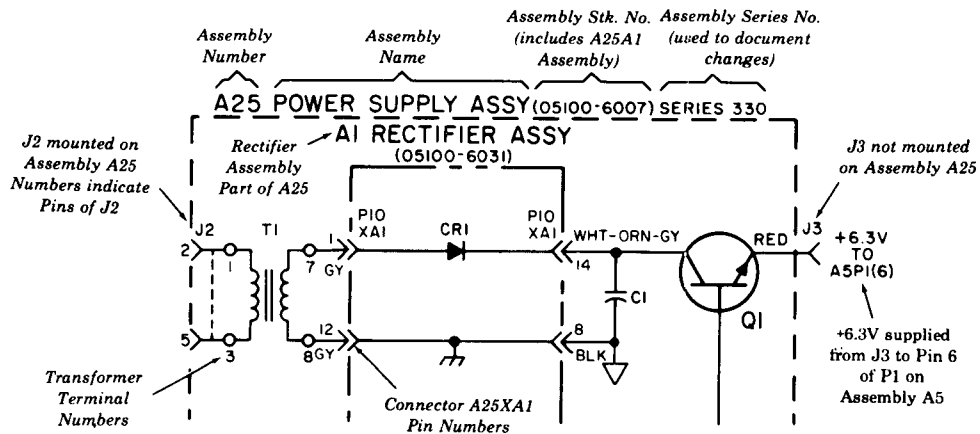 Assembly Number
Assembly Name
Assembly Stk. No. (includes A25A1 Assembly)
Assembly Series No. (used to document changes)
A25 POWER SUPPLY ASSY (05100-6007) SERIES 330
A1 RECTIFIER ASSY
(05100-6031)
J2 mounted on
Assembly A25
Numbers indicate
Pins of J2
Rectifier
Assembly
Part of A25
J3 not mounted
on Assembly A25
J2
T1
P10
XA1
CR1
P10
XA1
WHT-ORN-GY
RED
J3
+6.3V
TO
A5P1(6)
2
1
7
1
GY
14
C1
Q1
5
3
8
12
GY
8
BLK
+6.3V supplied
from J3 to Pin 6
of P1 on
Assembly A5
Transformer
Terminal
Numbers
Connector A25XA1
Pin Numbers